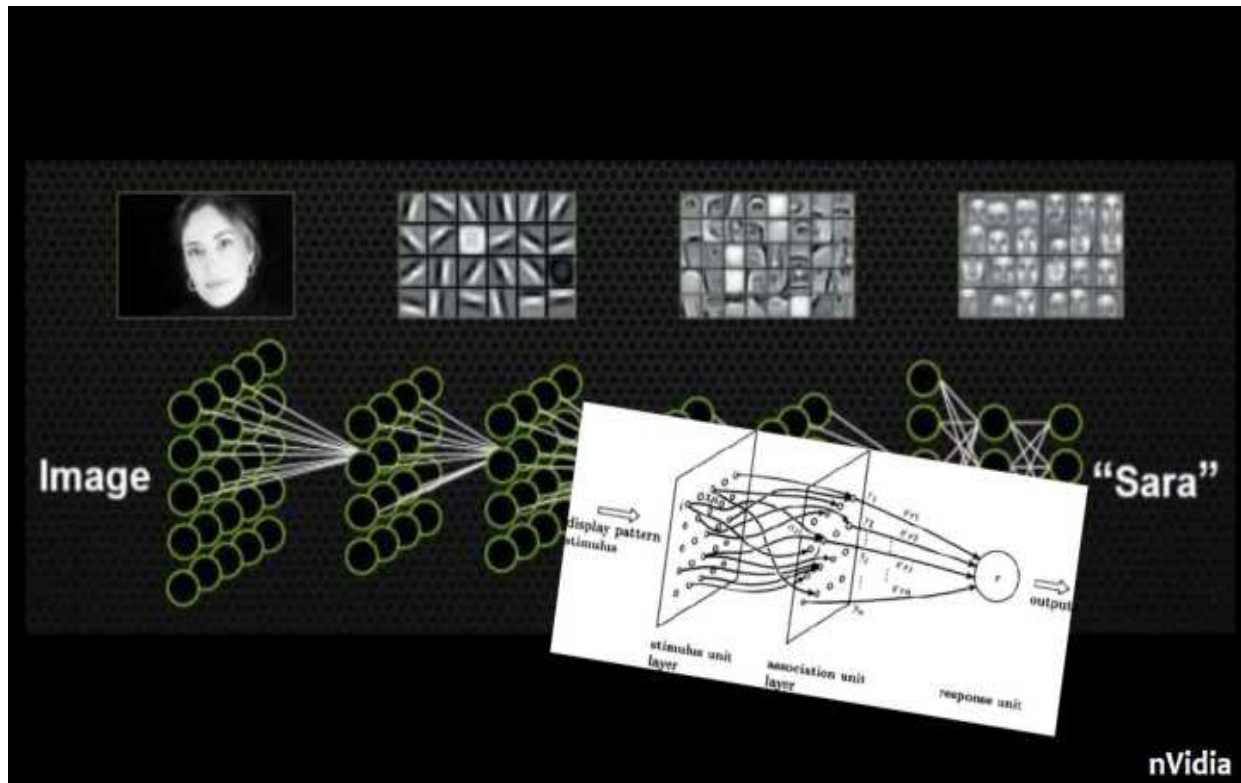 Image
“Sara”
display pattern
stimulus
r
output
stimulus unit
layer
association unit
layer
response unit
nVidia